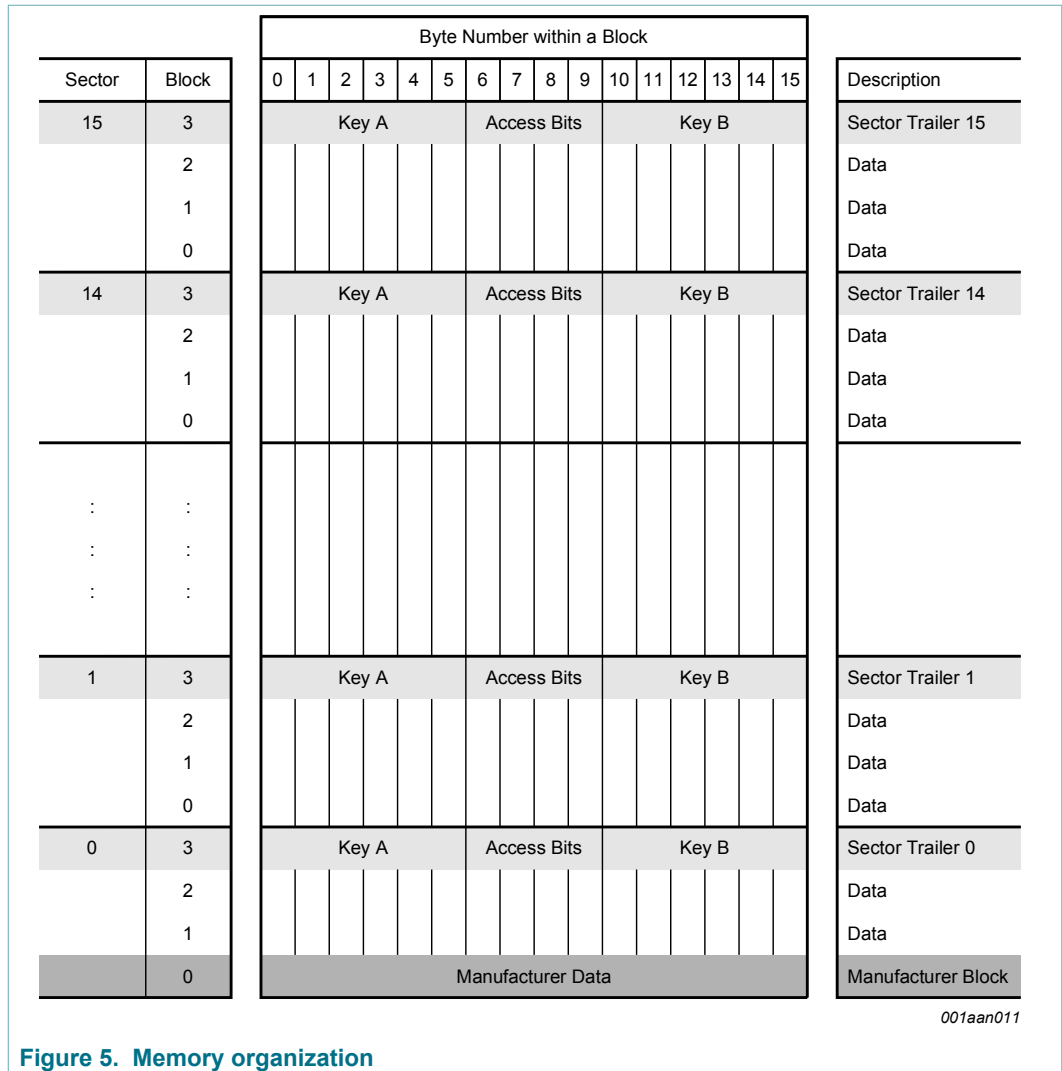 Byte Number within a Block
Sector Block 0 1 2 3 4 5 6 7 8 9 10 11 12 13 14 15 Description
15 3 Key A Access Bits Key B Sector Trailer 15
2 Data
1 Data
0 Data
14 3 Key A Access Bits Key B Sector Trailer 14
2 Data
1 Data
0 Data
: :
: :
: :
1 3 Key A Access Bits Key B Sector Trailer 1
2 Data
1 Data
0 Data
0 3 Key A Access Bits Key B Sector Trailer 0
2 Data
1 Data
0 Manufacturer Data Manufacturer Block
001aan011
Figure 5. Memory organization